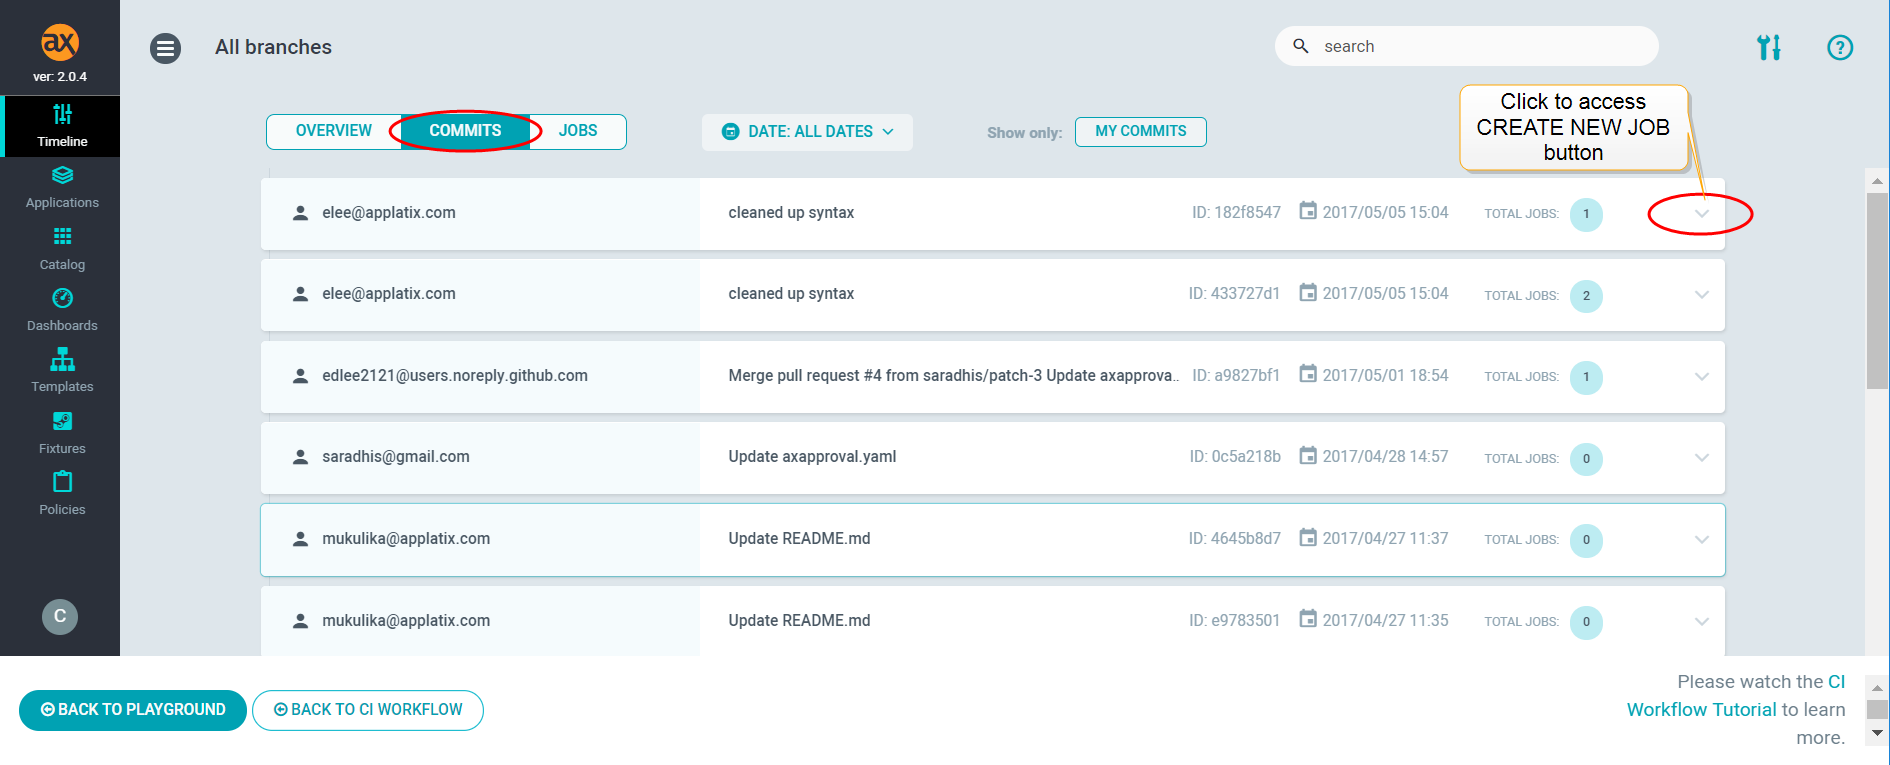 ax
ver: 2.0.4
Timeline
Applications
Catalog
Dashboards
Templates
Fixtures
Policies
C
All branches
search
?
OVERVIEW COMMITS JOBS
DATE: ALL DATES
Show only: MY COMMITS
Click to access
CREATE NEW JOB
button
elee@applatix.com cleaned up syntax ID: 182f8547 2017/05/05 15:04 TOTAL JOBS: 1
elee@applatix.com cleaned up syntax ID: 433727d1 2017/05/05 15:04 TOTAL JOBS: 2
edlee2121@users.noreply.github.com Merge pull request #4 from saradhis/patch-3 Update axapprova.. ID: a9827bf1 2017/05/01 18:54 TOTAL JOBS: 1
saradhis@gmail.com Update axapproval.yaml ID: 0c5a218b 2017/04/28 14:57 TOTAL JOBS: 0
mukulika@applatix.com Update README.md ID: 4645b8d7 2017/04/27 11:37 TOTAL JOBS: 0
mukulika@applatix.com Update README.md ID: e9783501 2017/04/27 11:35 TOTAL JOBS: 0
BACK TO PLAYGROUND BACK TO CI WORKFLOW
Please watch the CI
Workflow Tutorial to learn
more.